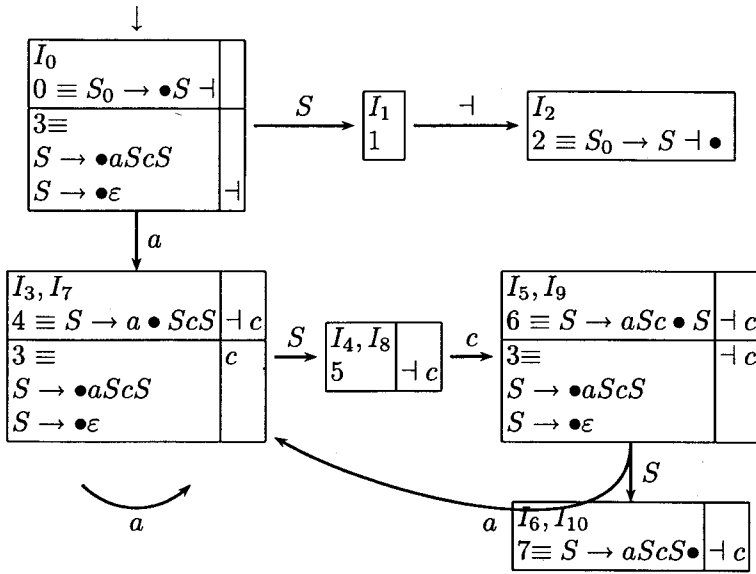 ↓
I₀
0 ≡ S₀ → •S ⊣
3≡
S → •aScS
S → •ε ⊣
S
I₁
1
⊣
I₂
2 ≡ S₀ → S ⊣ •
a
I₃, I₇
4 ≡ S → a • ScS ⊣ c
3 ≡ c
S → •aScS
S → •ε
S
I₄, I₈
5 ⊣ c
c
I₅, I₉
6 ≡ S → aSc • S ⊣ c
3≡ ⊣ c
S → •aScS
S → •ε
a
a
S
I₆, I₁₀
7≡ S → aScS• ⊣ c